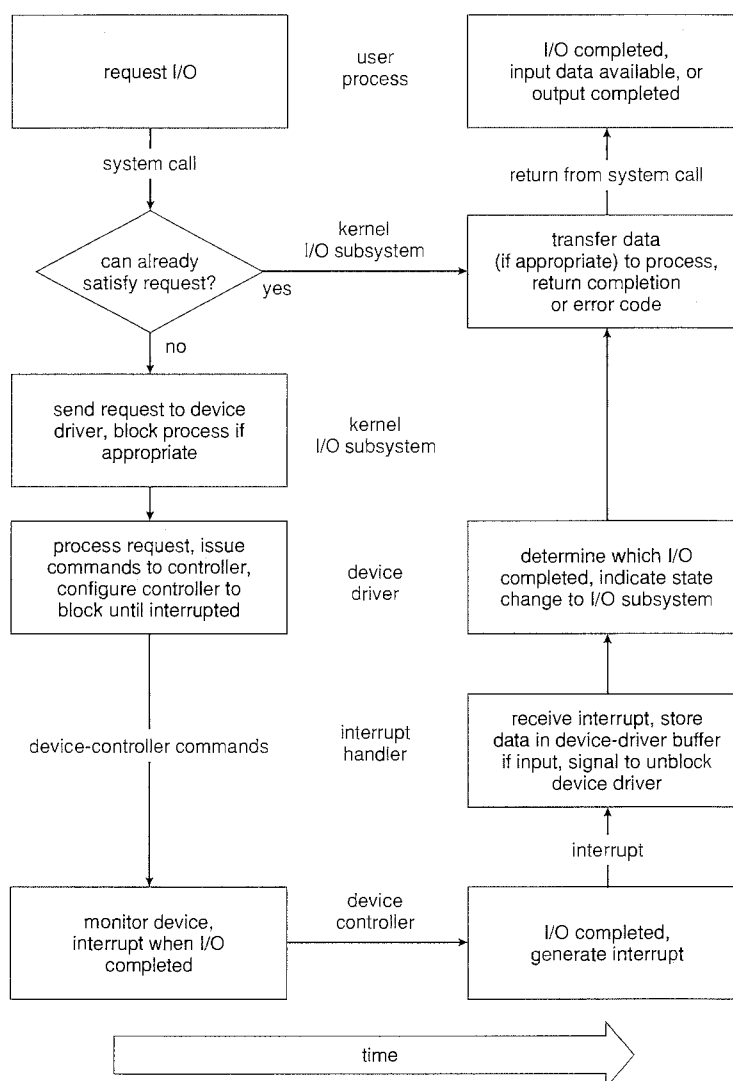 request I/O
user
process
I/O completed,
input data available, or
output completed
system call
return from system call
can already
satisfy request?
kernel
I/O subsystem
yes
transfer data
(if appropriate) to process,
return completion
or error code
no
send request to device
driver, block process if
appropriate
kernel
I/O subsystem
process request, issue
commands to controller,
configure controller to
block until interrupted
device
driver
determine which I/O
completed, indicate state
change to I/O subsystem
device-controller commands
interrupt
handler
receive interrupt, store
data in device-driver buffer
if input, signal to unblock
device driver
interrupt
monitor device,
interrupt when I/O
completed
device
controller
I/O completed,
generate interrupt
time